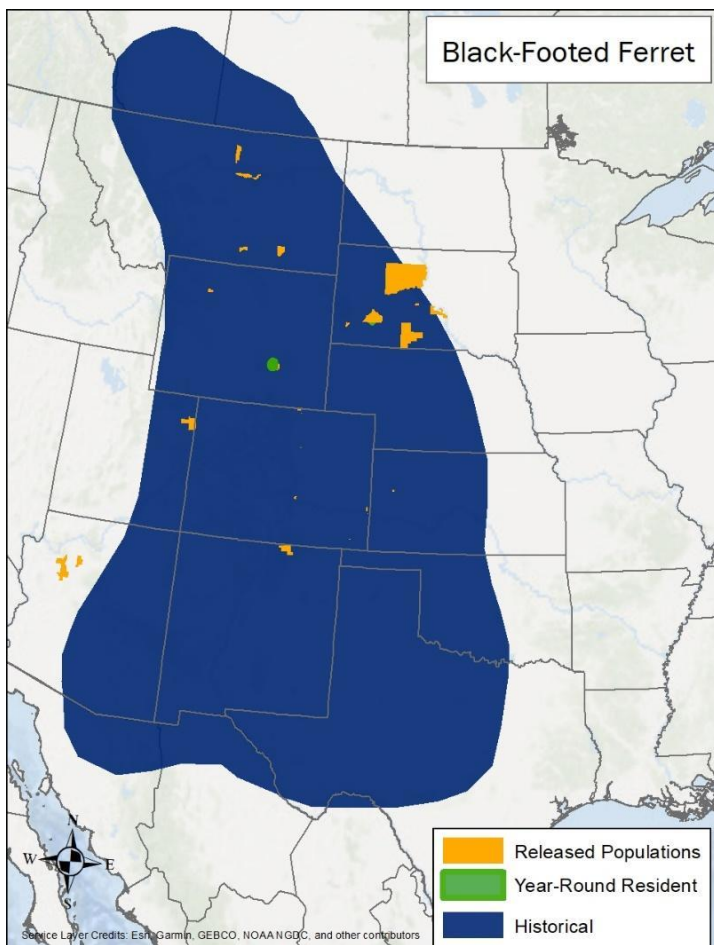 Black-Footed Ferret
N
W E
S
Released Populations
Year-Round Resident
Historical
Service Layer Credits: Esri, Garmin, GEBCO, NOAA NGDC, and other contributors